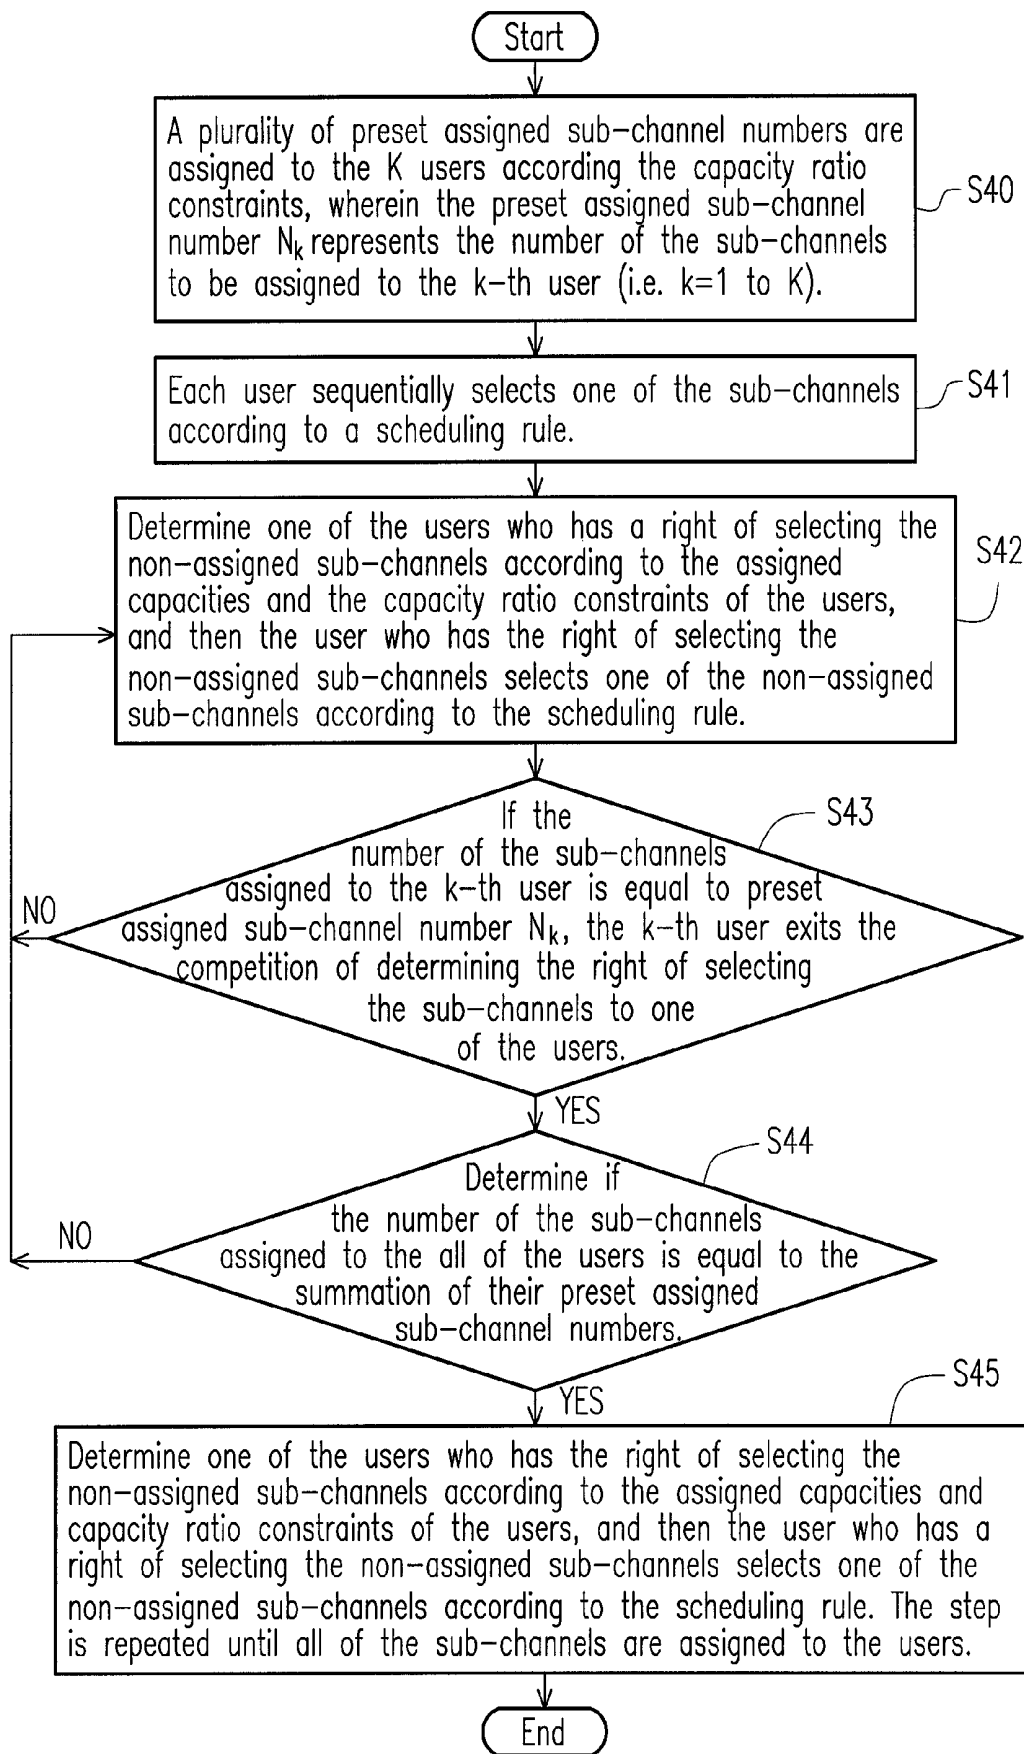 Start
A plurality of preset assigned sub-channel numbers are
assigned to the K users according the capacity ratio
constraints, wherein the preset assigned sub-channel
number Nk represents the number of the sub-channels
to be assigned to the k-th user (i.e. k=1 to K).
S40
Each user sequentially selects one of the sub-channels
according to a scheduling rule.
S41
Determine one of the users who has a right of selecting the
non-assigned sub-channels according to the assigned
capacities and the capacity ratio constraints of the users,
and then the user who has the right of selecting the
non-assigned sub-channels selects one of the non-assigned
sub-channels according to the scheduling rule.
S42
If the
number of the sub-channels
assigned to the k-th user is equal to preset
assigned sub-channel number Nk, the k-th user exits the
competition of determining the right of selecting
the sub-channels to one
of the users.
S43
NO
YES
Determine if
the number of the sub-channels
assigned to the all of the users is equal to the
summation of their preset assigned
sub-channel numbers.
S44
NO
YES
S45
Determine one of the users who has the right of selecting the
non-assigned sub-channels according to the assigned capacities and
capacity ratio constraints of the users, and then the user who has a
right of selecting the non-assigned sub-channels selects one of the
non-assigned sub-channels according to the scheduling rule. The step
is repeated until all of the sub-channels are assigned to the users.
End